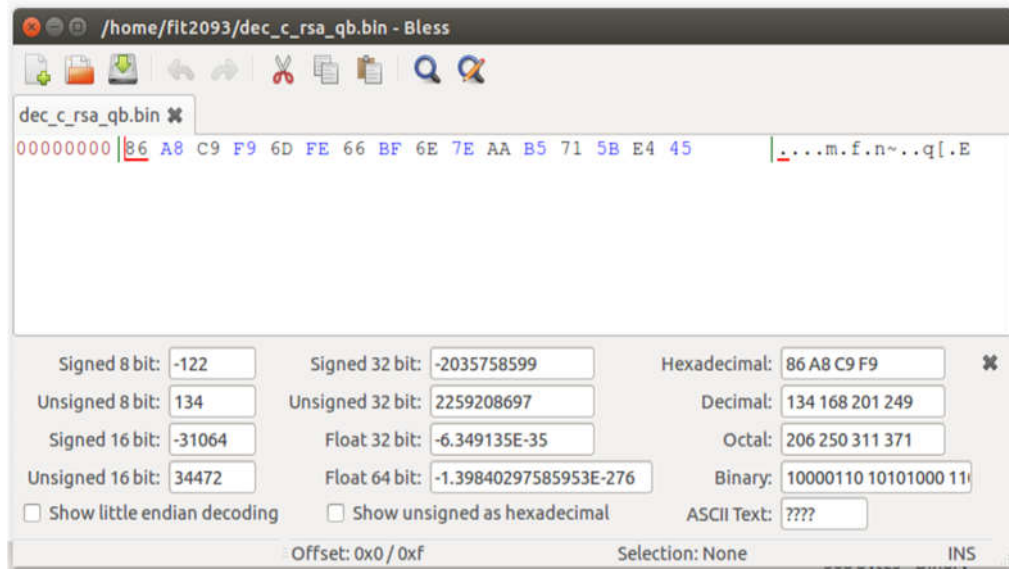 /home/fit2093/dec_c_rsa_qb.bin - Bless
dec_c_rsa_qb.bin
00000000 86 A8 C9 F9 6D FE 66 BF 6E 7E AA B5 71 5B E4 45 ....m.f.n~..q[.E
Signed 8 bit: -122 Signed 32 bit: -2035758599 Hexadecimal: 86 A8 C9 F9
Unsigned 8 bit: 134 Unsigned 32 bit: 2259208697 Decimal: 134 168 201 249
Signed 16 bit: -31064 Float 32 bit: -6.349135E-35 Octal: 206 250 311 371
Unsigned 16 bit: 34472 Float 64 bit: -1.39840297585953E-276 Binary: 10000110 10101000 11
Show little endian decoding Show unsigned as hexadecimal ASCII Text: ????
Offset: 0x0 / 0xf Selection: None INS